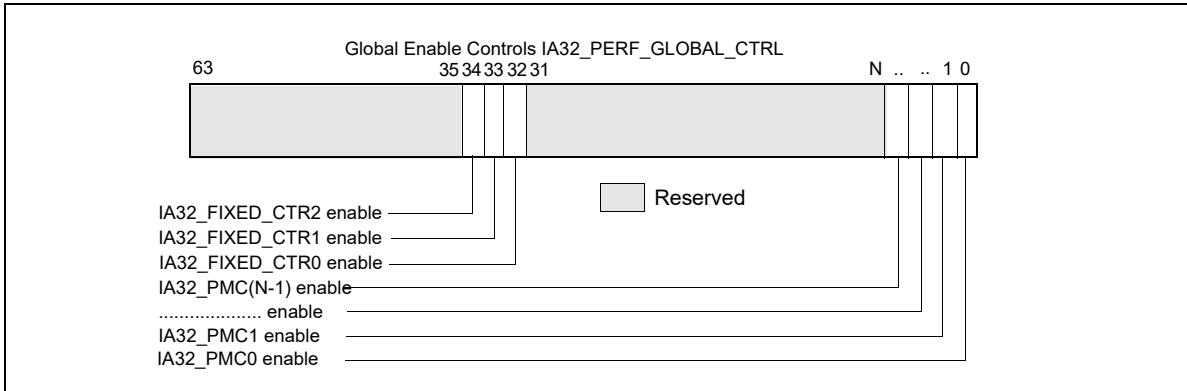 Global Enable Controls IA32_PERF_GLOBAL_CTRL
63 35 34 33 32 31 N .. .. 1 0
Reserved
IA32_FIXED_CTR2 enable
IA32_FIXED_CTR1 enable
IA32_FIXED_CTR0 enable
IA32_PMC(N-1) enable
.................... enable
IA32_PMC1 enable
IA32_PMC0 enable